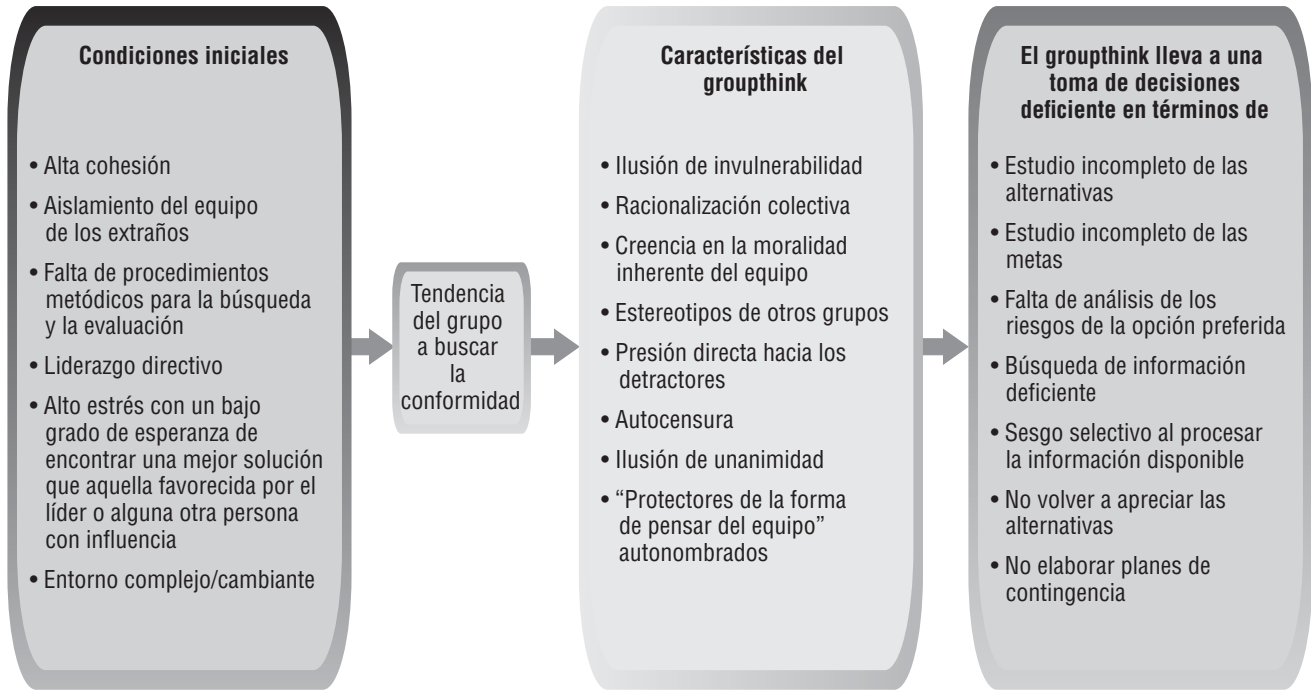 Condiciones iniciales
• Alta cohesión
• Aislamiento del equipo
de los extraños
• Falta de procedimientos
metódicos para la búsqueda
y la evaluación
• Liderazgo directivo
• Alto estrés con un bajo
grado de esperanza de
encontrar una mejor solución
que aquella favorecida por el
líder o alguna otra persona
con influencia
• Entorno complejo/cambiante
Tendencia
del grupo
a buscar
la
conformidad
Características del
groupthink
• Ilusión de invulnerabilidad
• Racionalización colectiva
• Creencia en la moralidad
inherente del equipo
• Estereotipos de otros grupos
• Presión directa hacia los
detractores
• Autocensura
• Ilusión de unanimidad
• “Protectores de la forma
de pensar del equipo”
autonombrados
El groupthink lleva a una
toma de decisiones
deficiente en términos de
• Estudio incompleto de las
alternativas
• Estudio incompleto de las
metas
• Falta de análisis de los
riesgos de la opción preferida
• Búsqueda de información
deficiente
• Sesgo selectivo al procesar
la información disponible
• No volver a apreciar las
alternativas
• No elaborar planes de
contingencia